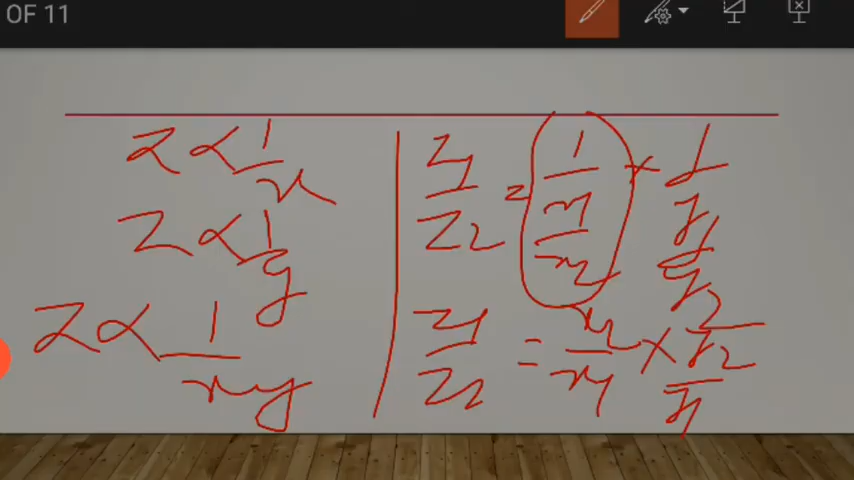 OF 11
z ∝ 1/x
z ∝ 1/y
z ∝ 1/xy
z1/z2 = 1/(x1/x2) × 1/(y1/y2)
z1/z2 = x2/x1 × y2/y1